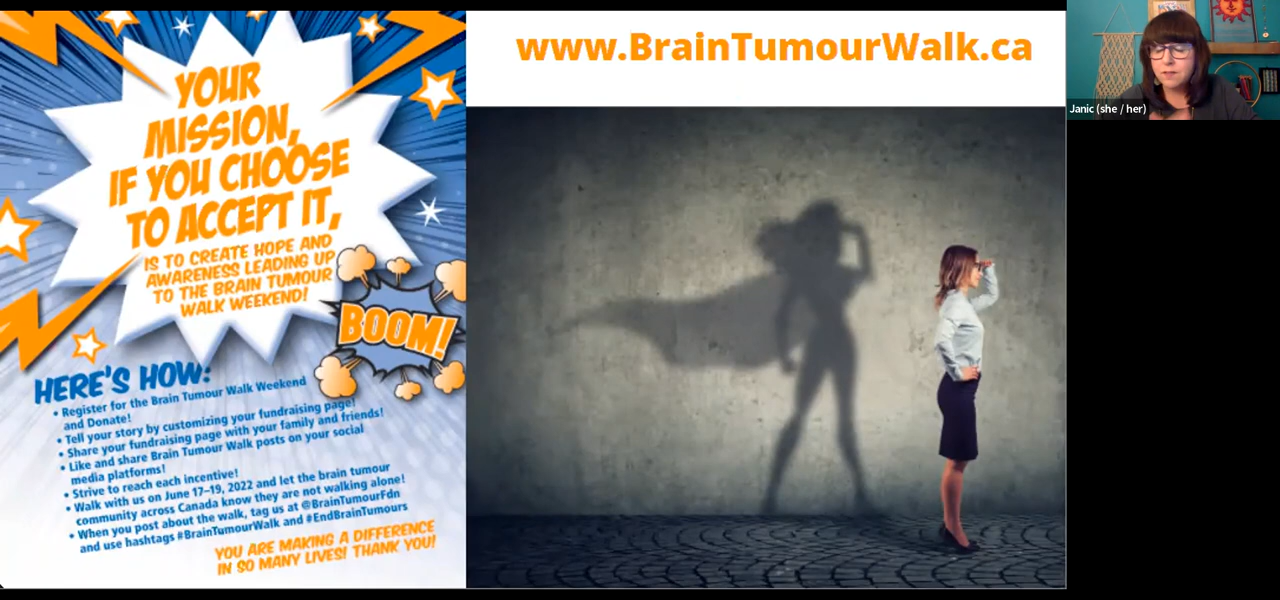 YOUR
MISSION,
IF YOU CHOOSE
TO ACCEPT IT,
IS TO CREATE HOPE AND
AWARENESS LEADING UP
TO THE BRAIN TUMOUR
WALK WEEKEND!
BOOM!
HERE'S HOW:
• Register for the Brain Tumour Walk Weekend
and Donate!
• Tell your story by customizing your fundraising page!
• Share your fundraising page with your family and friends!
• Like and share Brain Tumour Walk posts on your social
media platforms!
• Strive to reach each incentive!
• Walk with us on June 17–19, 2022 and let the brain tumour
community across Canada know they are not walking alone!
• When you post about the walk, tag us at @BrainTumourFdn
and use hashtags #BrainTumourWalk and #EndBrainTumours
YOU ARE MAKING A DIFFERENCE
IN SO MANY LIVES! THANK YOU!
www.BrainTumourWalk.ca
Janic (she / her)